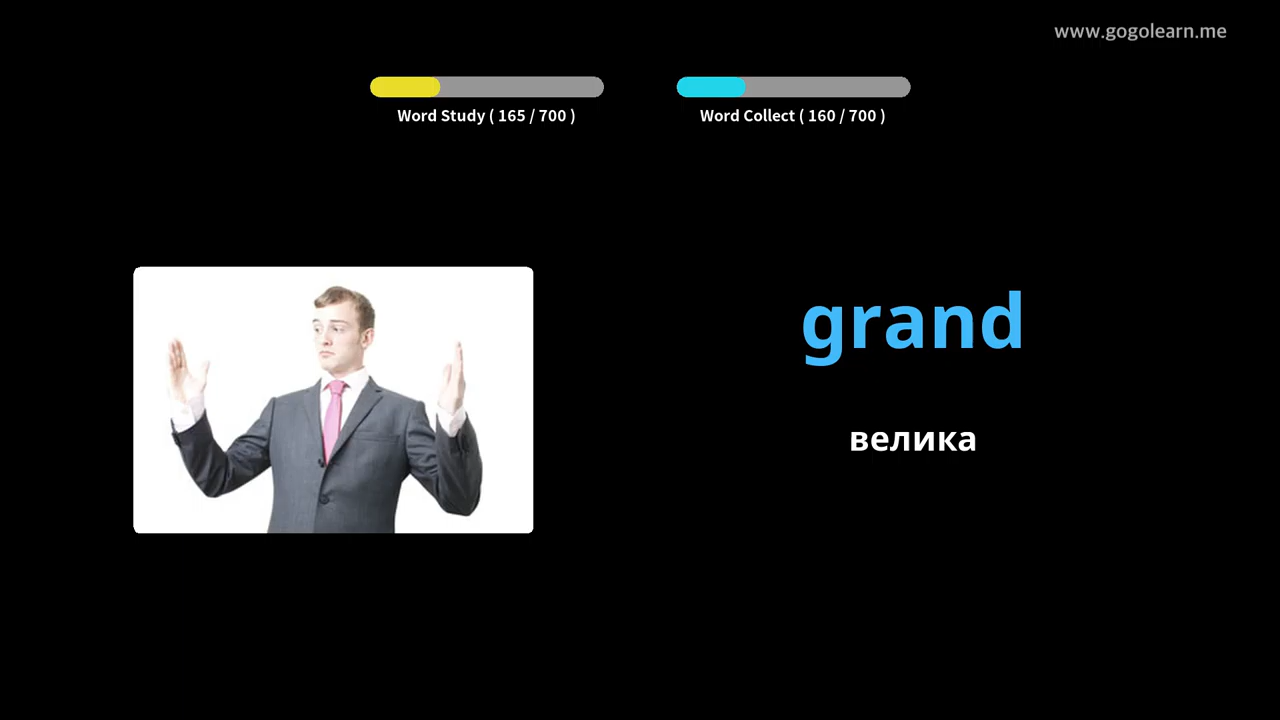 www.gogolearn.me
Word Study ( 165 / 700 )
Word Collect ( 160 / 700 )
grand
велика